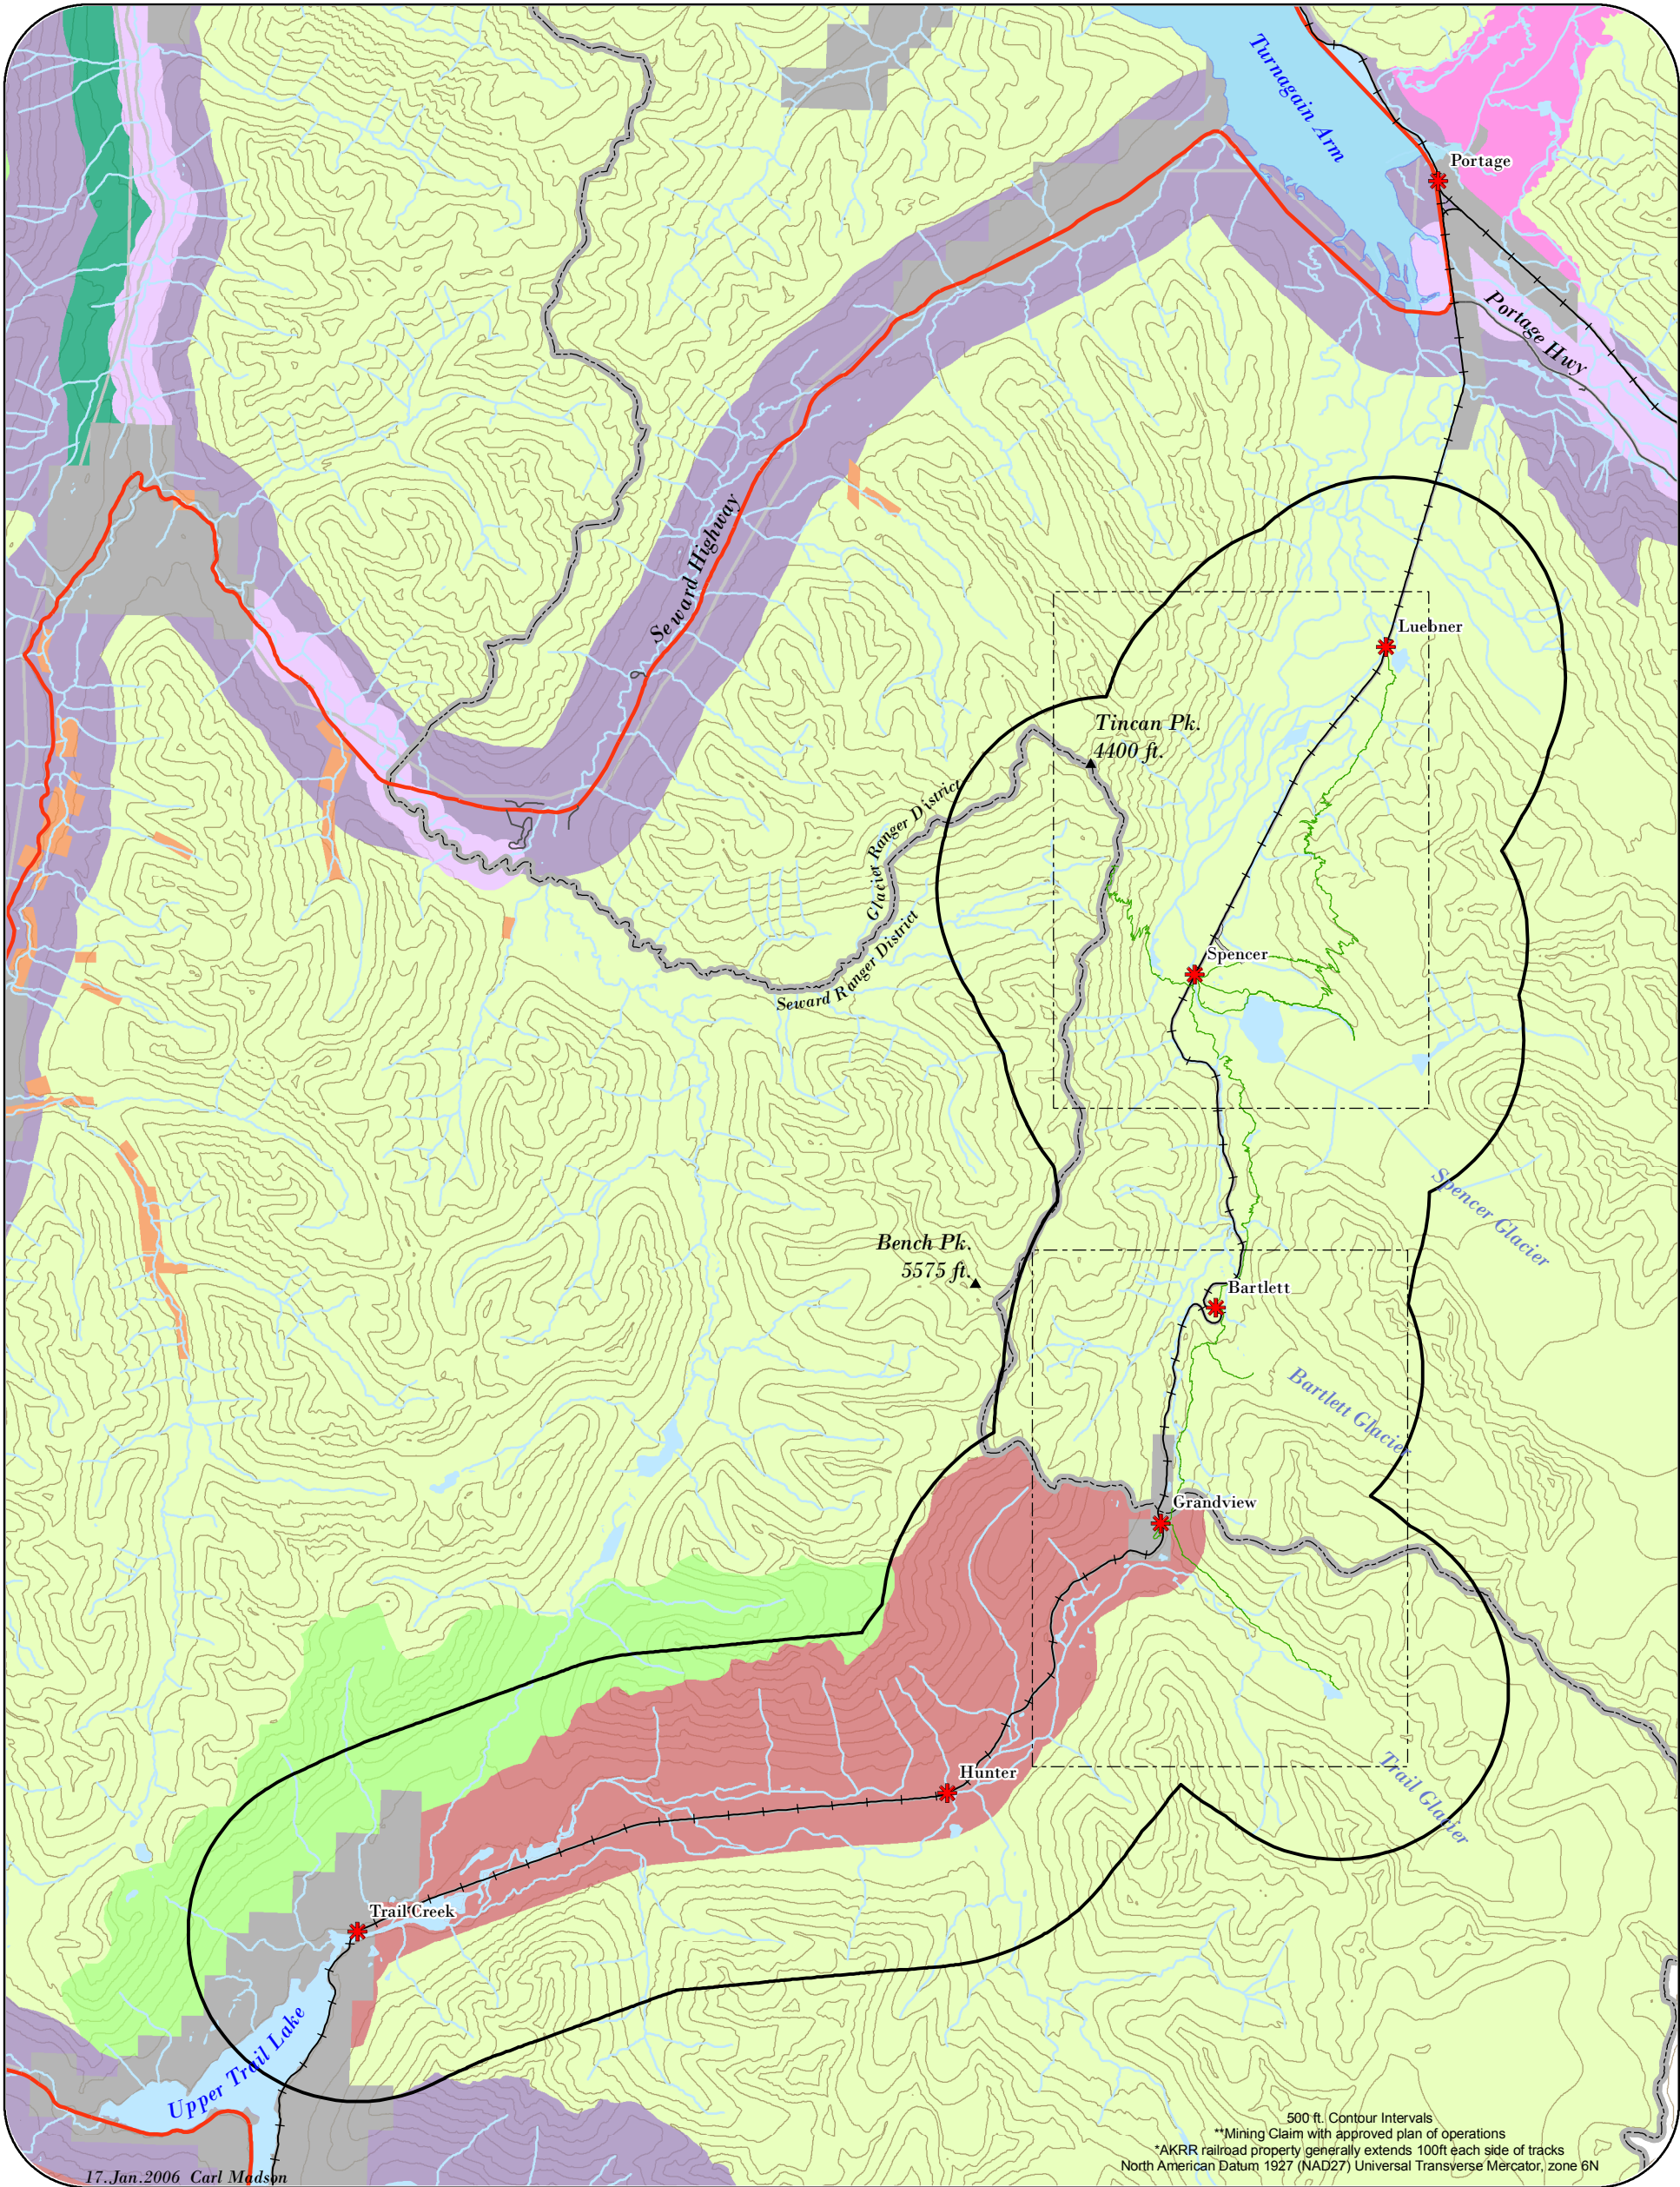 Turnagain Arm
Portage
Portage Hwy
Seward Highway
Luebner
Tincan Pk.
4400 ft.
Glacier Ranger District
Seward Ranger District
Spencer
Spencer Glacier
Bench Pk.
5575 ft.
Bartlett
Bartlett Glacier
Grandview
Hunter
Trail Glacier
Trail Creek
Upper Trail Lake
500 ft. Contour Intervals
**Mining Claim with approved plan of operations
*AKRR railroad property generally extends 100ft each side of tracks
North American Datum 1927 (NAD27) Universal Transverse Mercator, zone 6N
17.Jan.2006 Carl Madson